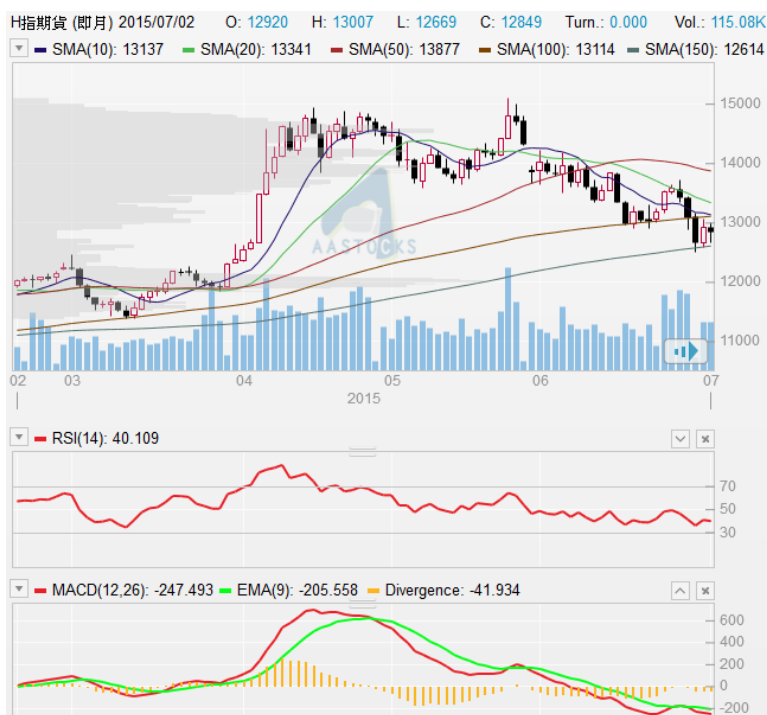 H指期貨 (即月) 2015/07/02 O: 12920 H: 13007 L: 12669 C: 12849 Turn.: 0.000 Vol.: 115.08K
SMA(10): 13137 SMA(20): 13341 SMA(50): 13877 SMA(100): 13114 SMA(150): 12614
15000
14000
13000
AASTOCKS
12000
11000
02 03 04 05 06 07
2015
RSI(14): 40.109
70
50
30
MACD(12,26): -247.493 EMA(9): -205.558 Divergence: -41.934
600
400
200
0
-200